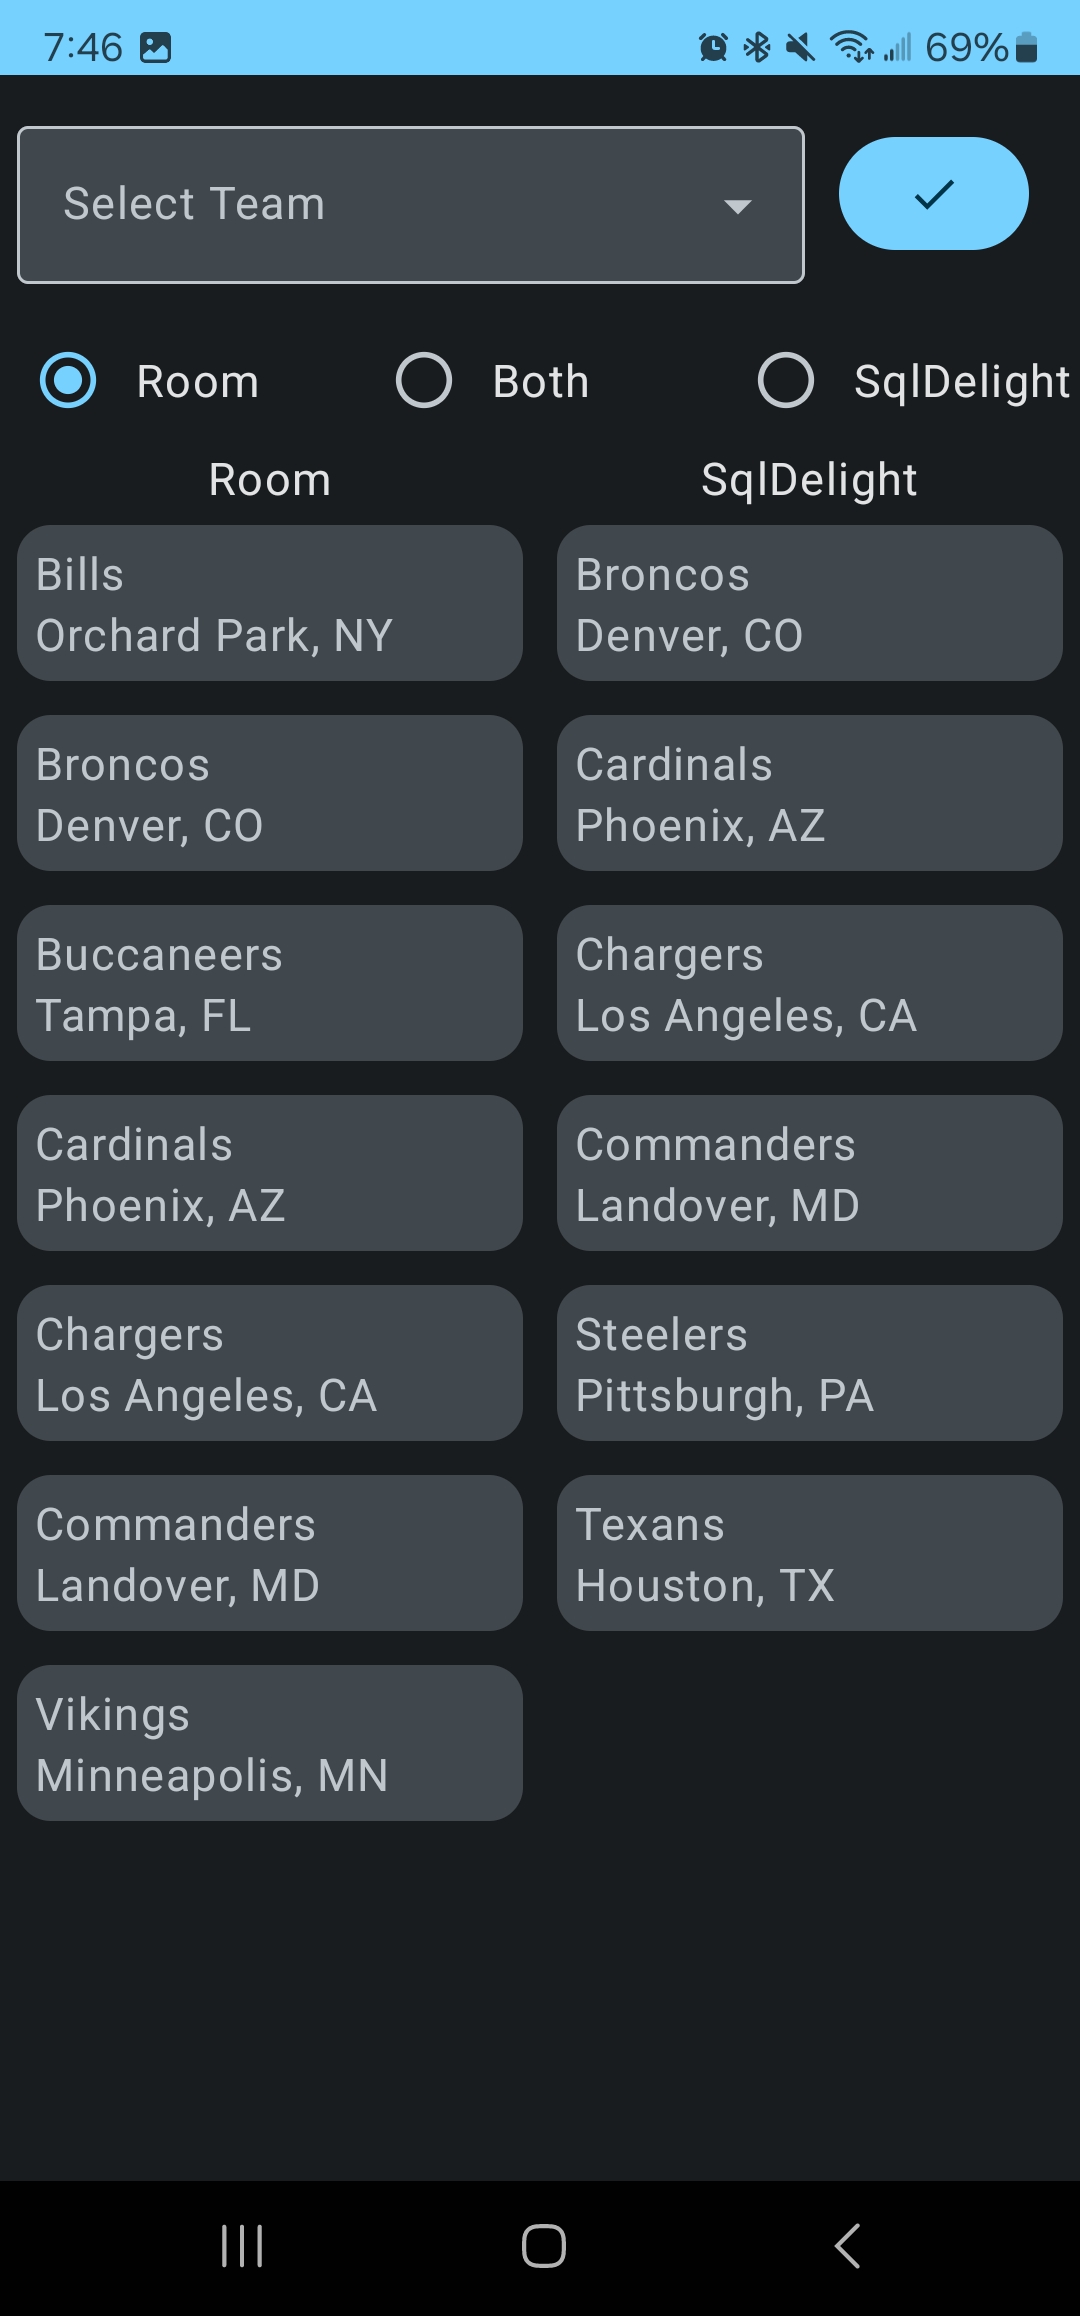 7:46
69%
Select Team
Room
Both
SqlDelight
Room
SqlDelight
Bills
Orchard Park, NY
Broncos
Denver, CO
Buccaneers
Tampa, FL
Cardinals
Phoenix, AZ
Chargers
Los Angeles, CA
Commanders
Landover, MD
Vikings
Minneapolis, MN
Broncos
Denver, CO
Cardinals
Phoenix, AZ
Chargers
Los Angeles, CA
Commanders
Landover, MD
Steelers
Pittsburgh, PA
Texans
Houston, TX